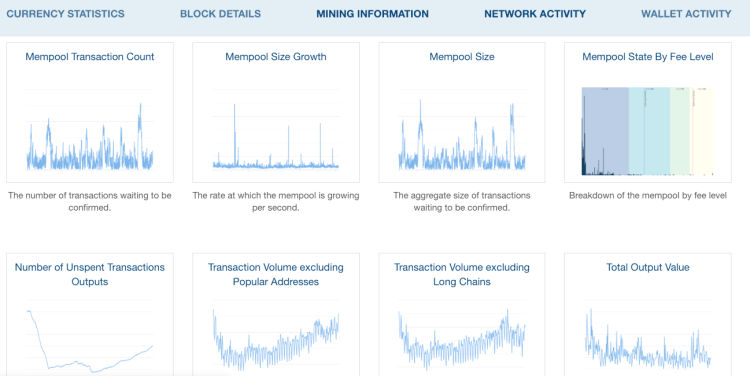 CURRENCY STATISTICS
BLOCK DETAILS
MINING INFORMATION
NETWORK ACTIVITY
WALLET ACTIVITY
Mempool Transaction Count
Mempool Size Growth
Mempool Size
Mempool State By Fee Level
The number of transactions waiting to be
confirmed.
The rate at which the mempool is growing
per second.
The aggregate size of transactions
waiting to be confirmed.
Breakdown of the mempool by fee level
Number of Unspent Transactions
Outputs
Transaction Volume excluding
Popular Addresses
Transaction Volume excluding
Long Chains
Total Output Value